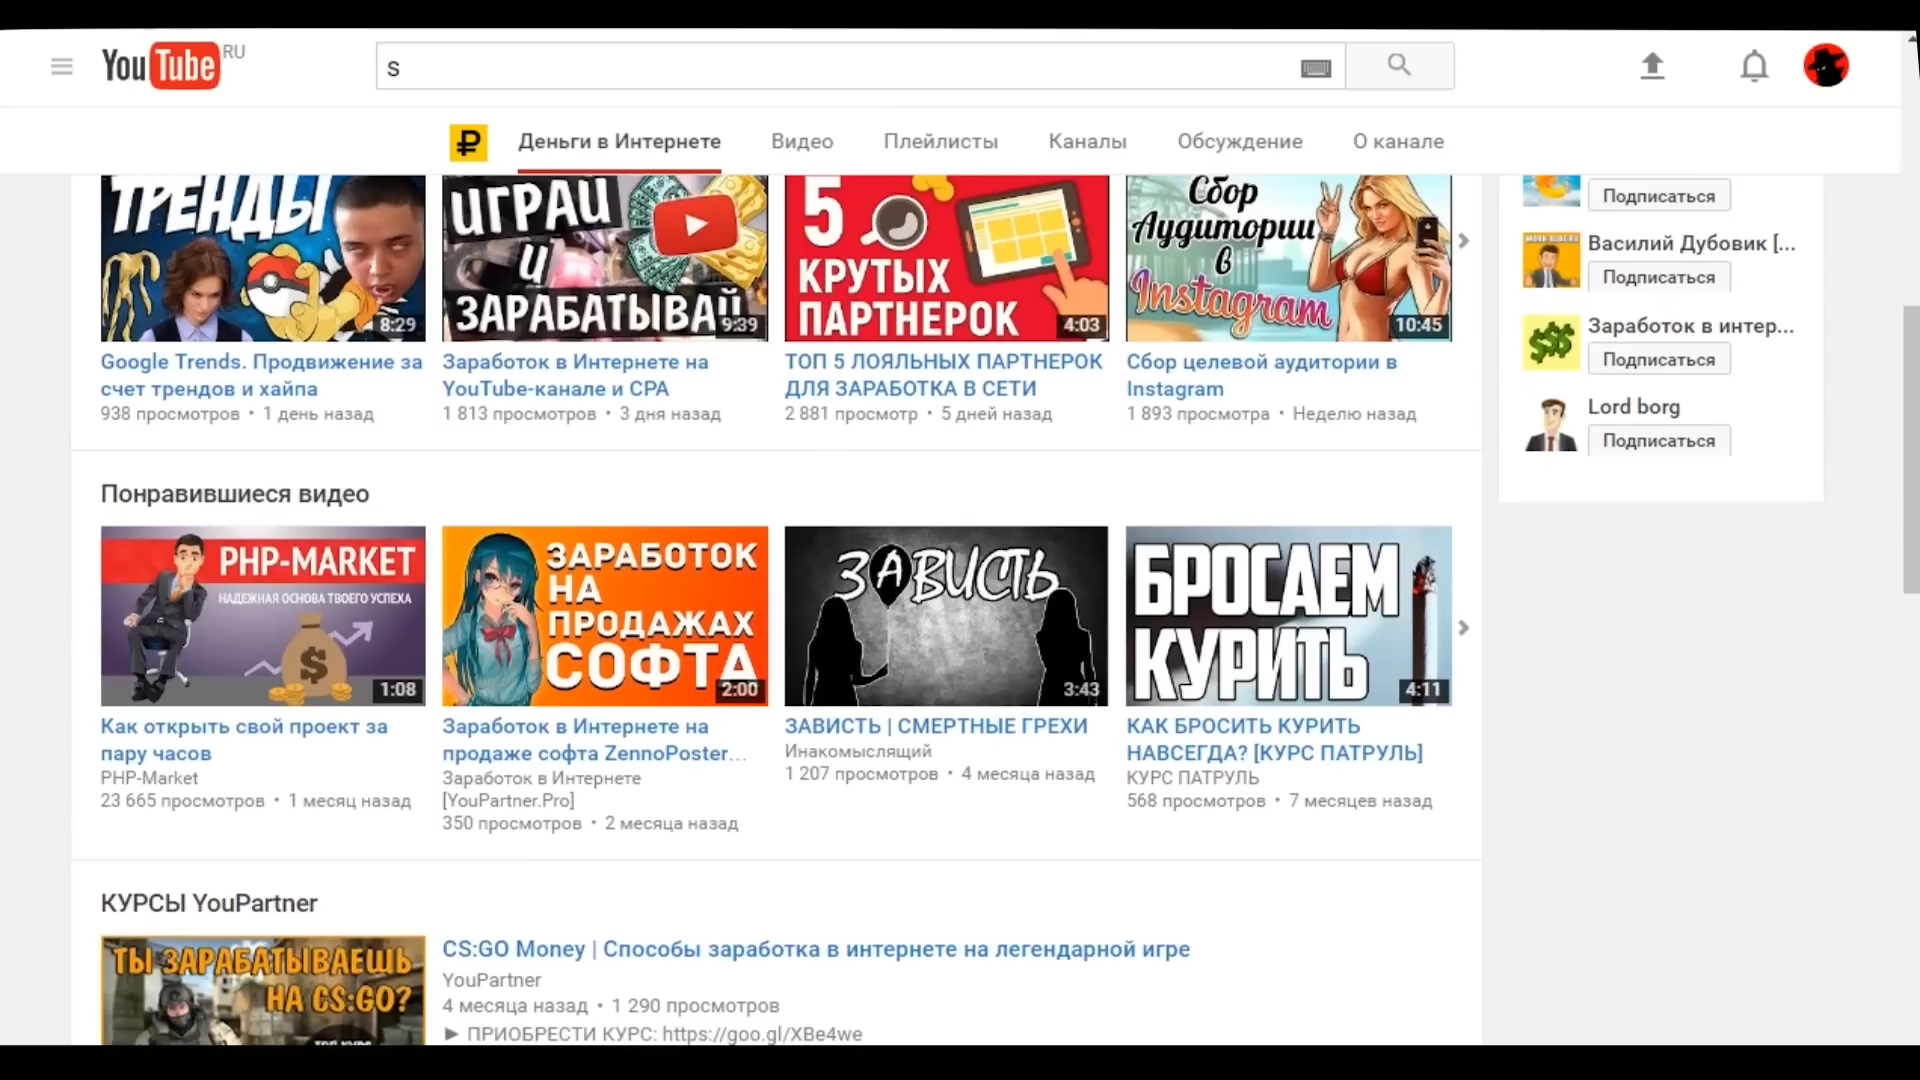 YouTube RU
s
Деньги в Интернете Видео Плейлисты Каналы Обсуждение О канале
ТРЕНДЫ
8:29
Google Trends. Продвижение за
счет трендов и хайпа
938 просмотров • 1 день назад
ИГРАЙ
И
ЗАРАБАТЫВАЙ
9:39
Заработок в Интернете на
YouTube-канале и CPA
1 813 просмотров • 3 дня назад
5
КРУТЫХ
ПАРТНЕРОК
4:03
ТОП 5 ЛОЯЛЬНЫХ ПАРТНЕРОК
ДЛЯ ЗАРАБОТКА В СЕТИ
2 881 просмотр • 5 дней назад
Сбор
Аудитории
в
Instagram
10:45
Сбор целевой аудитории в
Instagram
1 893 просмотра • Неделю назад
Подписаться
Василий Дубовик [...
Подписаться
Заработок в интер...
Подписаться
Lord borg
Подписаться
Понравившиеся видео
PHP-MARKET
НАДЕЖНАЯ ОСНОВА ТВОЕГО УСПЕХА
1:08
Как открыть свой проект за
пару часов
PHP-Market
23 665 просмотров • 1 месяц назад
ЗАРАБОТОК
НА
ПРОДАЖАХ
СОФТА
2:00
Заработок в Интернете на
продаже софта ZennoPoster...
Заработок в Интернете
[YouPartner.Pro]
350 просмотров • 2 месяца назад
ЗАВИСТЬ
3:43
ЗАВИСТЬ | СМЕРТНЫЕ ГРЕХИ
Инакомыслящий
1 207 просмотров • 4 месяца назад
БРОСАЕМ
КУРИТЬ
4:11
КАК БРОСИТЬ КУРИТЬ
НАВСЕГДА? [КУРС ПАТРУЛЬ]
КУРС ПАТРУЛЬ
568 просмотров • 7 месяцев назад
КУРСЫ YouPartner
ТЫ ЗАРАБАТЫВАЕШЬ
НА CS:GO?
CS:GO Money | Способы заработка в интернете на легендарной игре
YouPartner
4 месяца назад • 1 290 просмотров
► ПРИОБРЕСТИ КУРС: https://goo.gl/XBe4we